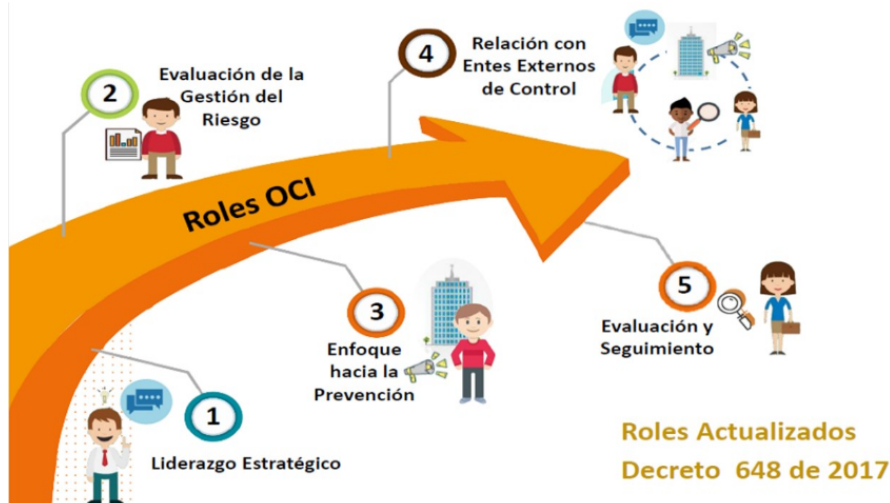 4
Relación con
Entes Externos
de Control
2
Evaluación de la
Gestión del
Riesgo
Roles OCI
3
Enfoque
hacia la
Prevención
5
Evaluación y
Seguimiento
1
Liderazgo Estratégico
Roles Actualizados
Decreto 648 de 2017